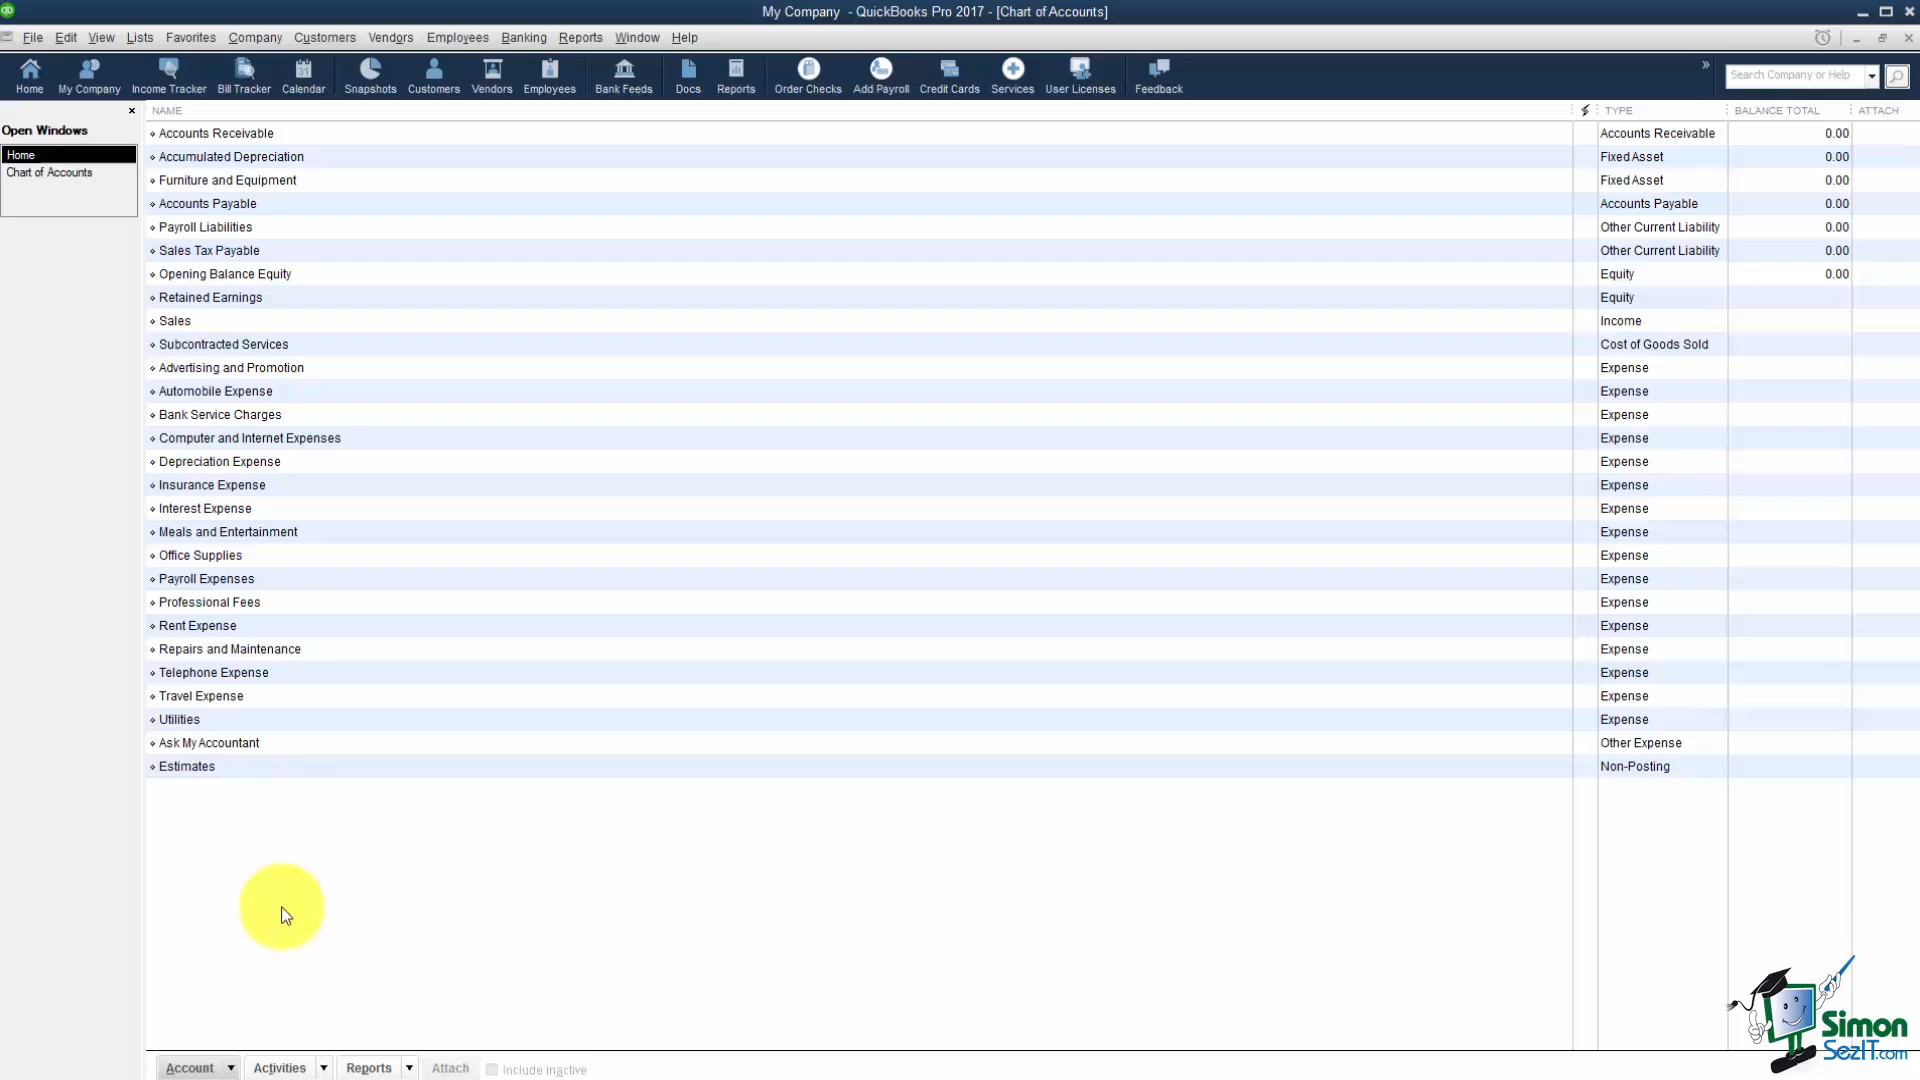 My Company - QuickBooks Pro 2017 - [Chart of Accounts]
File Edit View Lists Favorites Company Customers Vendors Employees Banking Reports Window Help
Home My Company Income Tracker Bill Tracker Calendar Snapshots Customers Vendors Employees Bank Feeds Docs Reports Order Checks Add Payroll Credit Cards Services User Licenses Feedback » Search Company or Help
NAME TYPE BALANCE TOTAL ATTACH
Open Windows
Home
Chart of Accounts
Accounts Receivable Accounts Receivable 0.00
Accumulated Depreciation Fixed Asset 0.00
Furniture and Equipment Fixed Asset 0.00
Accounts Payable Accounts Payable 0.00
Payroll Liabilities Other Current Liability 0.00
Sales Tax Payable Other Current Liability 0.00
Opening Balance Equity Equity 0.00
Retained Earnings Equity
Sales Income
Subcontracted Services Cost of Goods Sold
Advertising and Promotion Expense
Automobile Expense Expense
Bank Service Charges Expense
Computer and Internet Expenses Expense
Depreciation Expense Expense
Insurance Expense Expense
Interest Expense Expense
Meals and Entertainment Expense
Office Supplies Expense
Payroll Expenses Expense
Professional Fees Expense
Rent Expense Expense
Repairs and Maintenance Expense
Telephone Expense Expense
Travel Expense Expense
Utilities Expense
Ask My Accountant Other Expense
Estimates Non-Posting
Account Activities Reports Attach Include inactive
Simon
SezIT.com